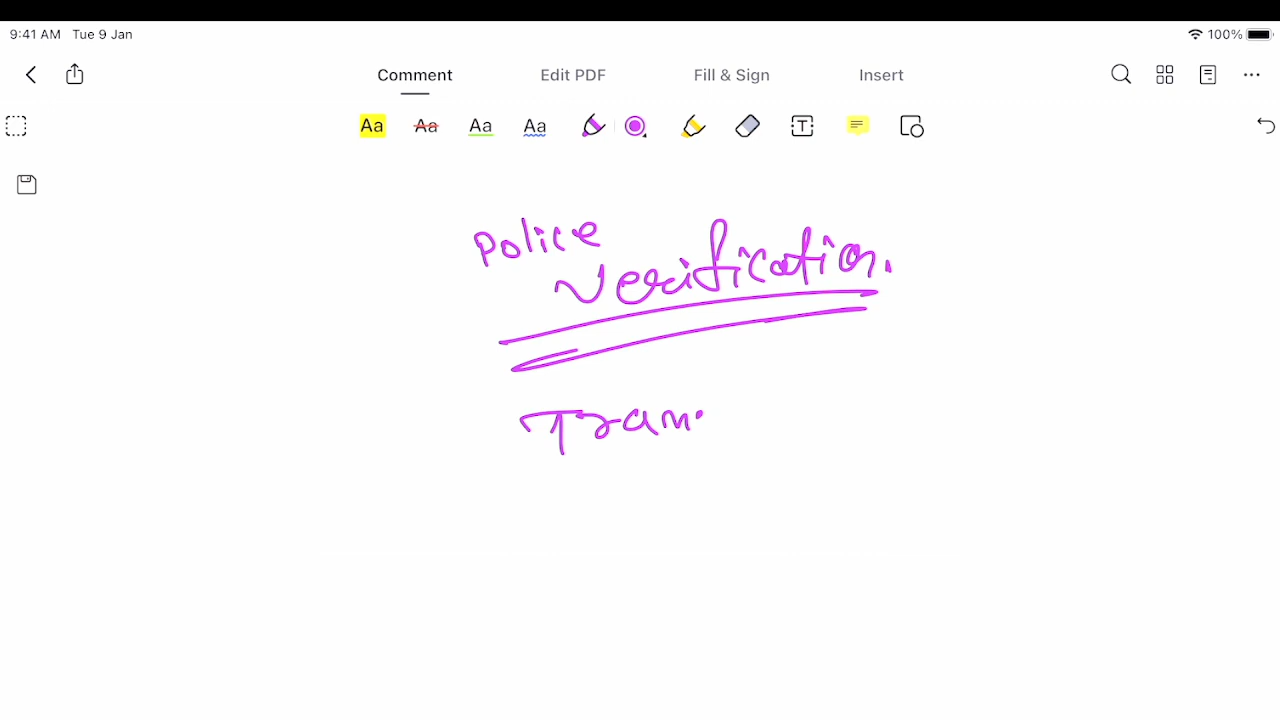 9:41 AM Tue 9 Jan 100%
Comment Edit PDF Fill & Sign Insert
Aa Aa Aa Aa T
Police
Verification.
Tran